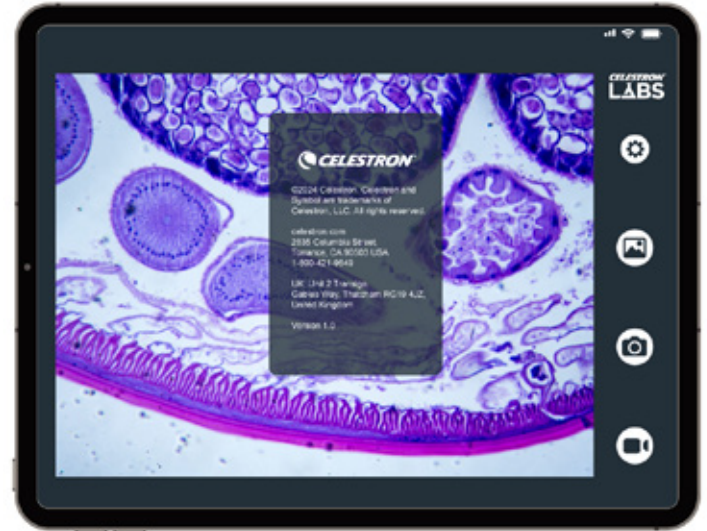 CELESTRON
LABS
CELESTRON
©2024 Celestron. Celestron and
Symbol are trademarks of
Celestron, LLC. All rights reserved.
celestron.com
2835 Columbia Street,
Torrance, CA 90503 USA
1-800-421-9649
UK: Unit 2 Transigo
Gables Way, Thatcham RG19 4JZ,
United Kingdom
Version 1.0